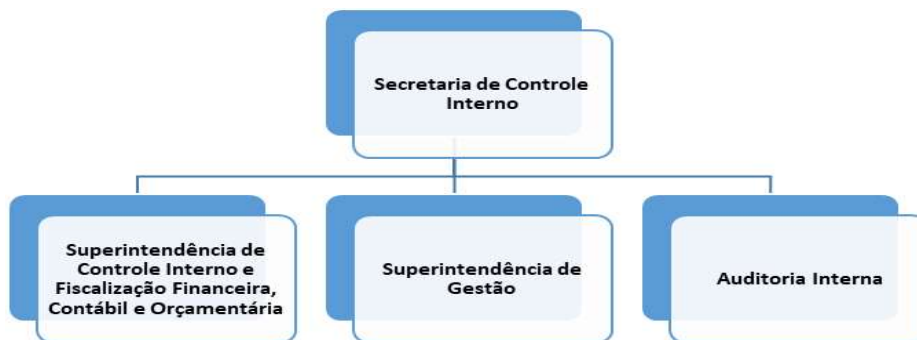 Secretaria de Controle
Interno
Superintendência de
Controle Interno e
Fiscalização Financeira,
Contábil e Orçamentária
Superintendência de
Gestão
Auditoria Interna